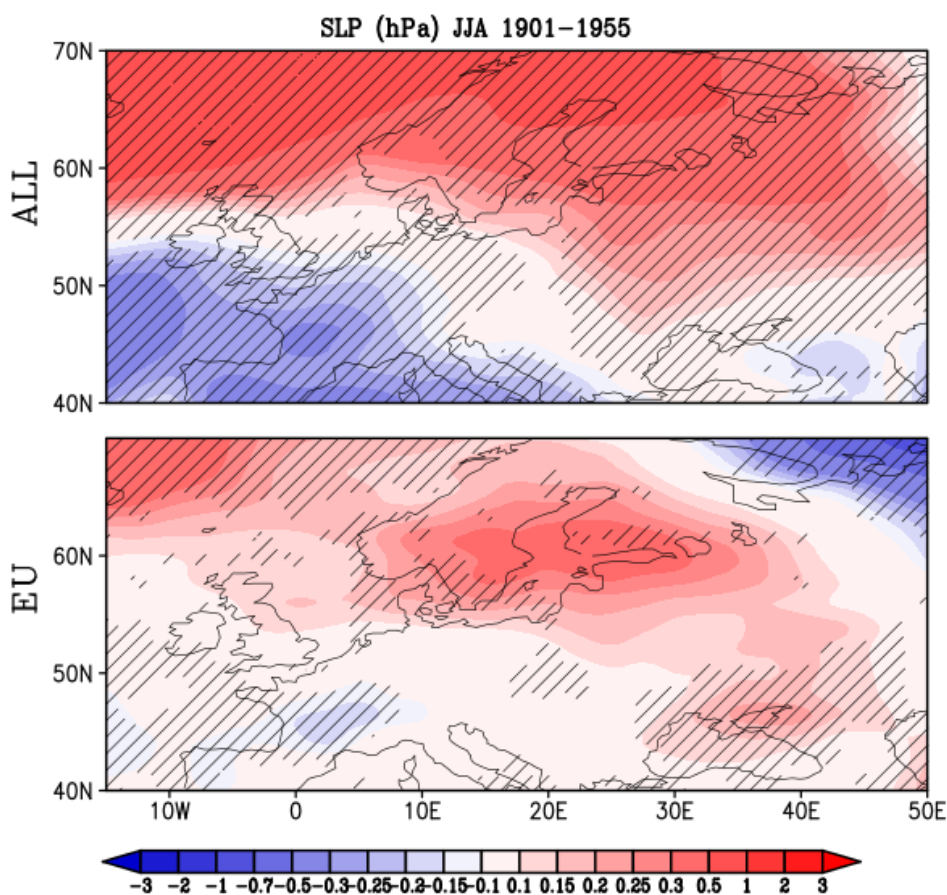 SLP (hPa) JJA 1901-1955
70N
60N
ALL
50N
40N
60N
EU
50N
40N
10W 0 10E 20E 30E 40E 50E
-3 -2 -1 -0.7 -0.5 -0.3 -0.25 -0.2 -0.15 -0.1 0.1 0.15 0.2 0.25 0.3 0.5 1 2 3